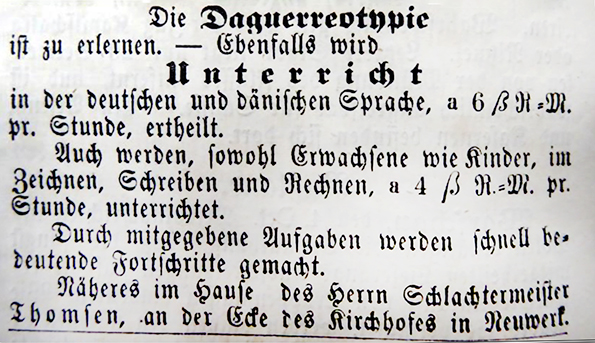 Die Daguerreotypie
iſt zu erlernen. — Ebenfalls wird
Unterricht
in der deutſchen und däniſchen Sprache, a 6 ß R=M.
pr. Stunde, ertheilt.
Auch werden, ſowohl Erwachſene wie Kinder, im
Zeichnen, Schreiben und Rechnen, a 4 ß R.=M. pr.
Stunde, unterrichtet.
Durch mitgegebene Aufgaben werden ſchnell be=
deutende Fortſchritte gemacht.
Näheres im Hauſe des Herrn Schlachtermeiſter
Thomſen, an der Ecke des Kirchhofes in Neuwerk.